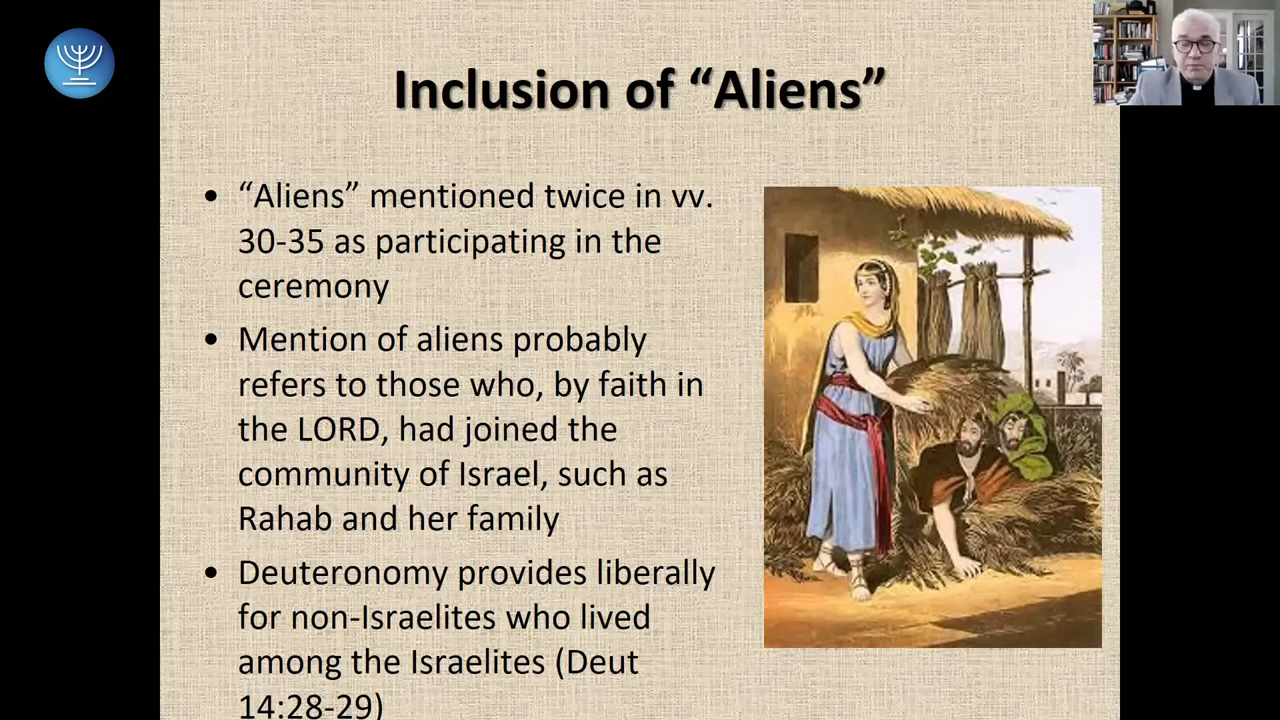 Inclusion of “Aliens”
• “Aliens” mentioned twice in vv.
30-35 as participating in the
ceremony
• Mention of aliens probably
refers to those who, by faith in
the LORD, had joined the
community of Israel, such as
Rahab and her family
• Deuteronomy provides liberally
for non-Israelites who lived
among the Israelites (Deut
14:28-29)